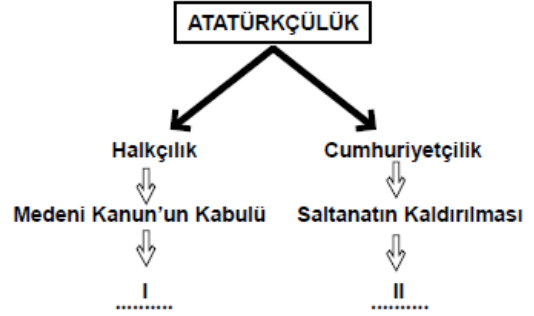 ATATÜRKÇÜLÜK
Halkçılık
Cumhuriyetçilik
Medeni Kanun'un Kabulü
Saltanatın Kaldırılması
I
..........
II
..........